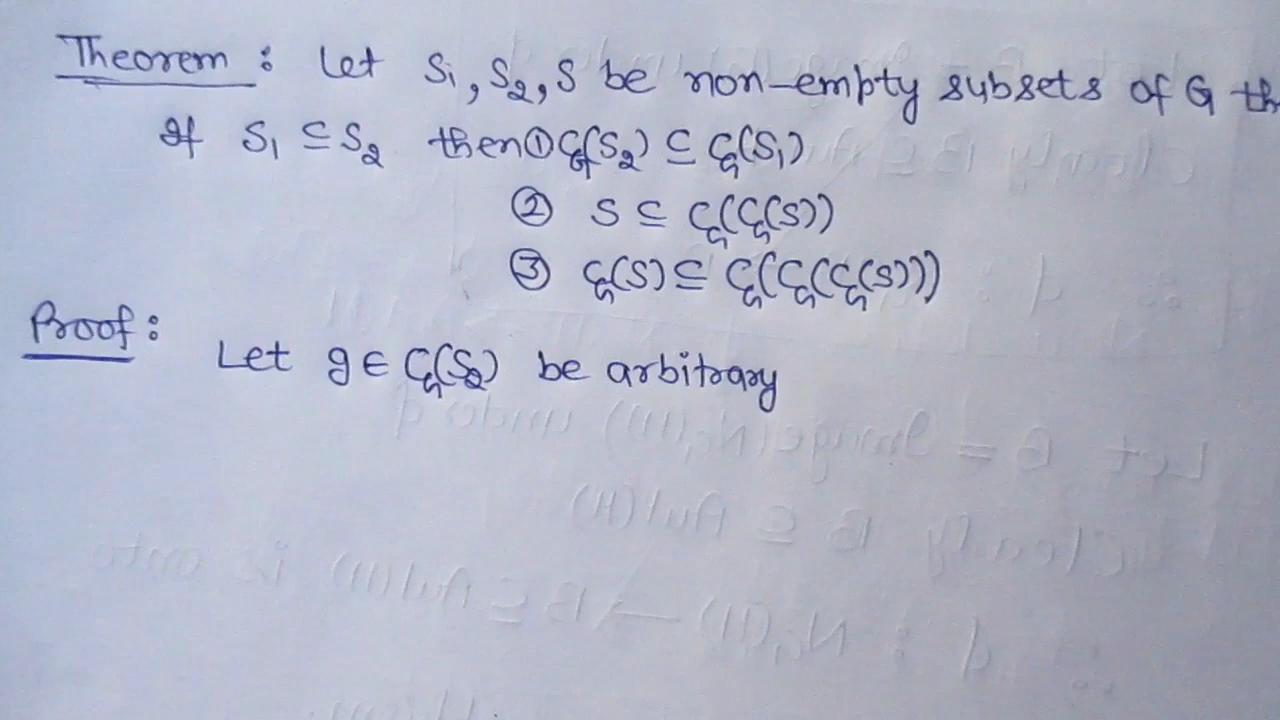 Theorem : Let S₁, S₂, S be non-empty subsets of G th
If S₁ ⊆ S₂ then ① C_G(S₂) ⊆ C_G(S₁)
② S ⊆ C_G(C_G(S))
③ C_G(S) ⊆ C_G(C_G(C_G(S)))
Proof :
Let g ∈ C_G(S₂) be arbitrary